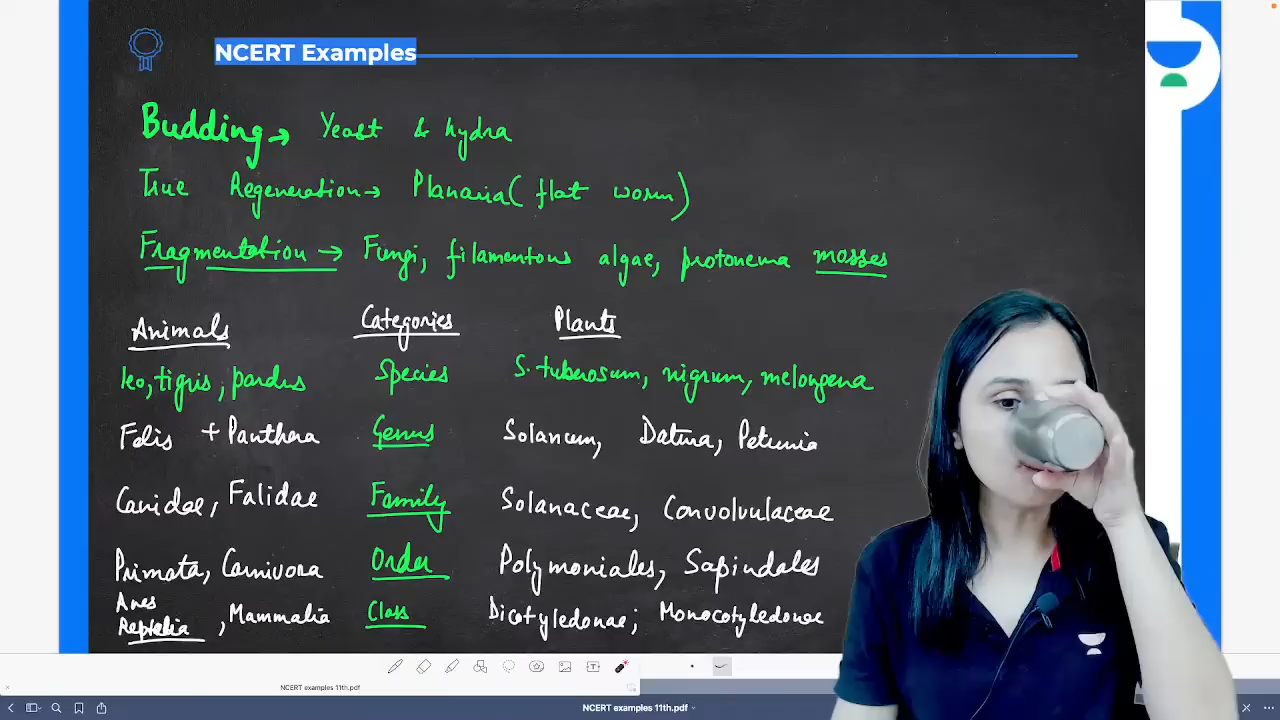 NCERT Examples
Budding → Yeast & hydra
True Regeneration → Planaria (flat worm)
Fragmentation → Fungi, filamentous algae, protonema mosses
Animals Categories Plants
leo, tigris, pardus Species S. tuberosum, nigrum, melongena
Felis + Panthera Genus Solanum, Datura, Petunia
Canidae, Falidae Family Solanaceae, Convolvulaceae
Primata, Carnivora Order Polymoniales, Sapindales
Aves
Reptelia, Mammalia Class Dicotyledonae; Monocotyledonae
NCERT examples 11th.pdf
NCERT examples 11th.pdf